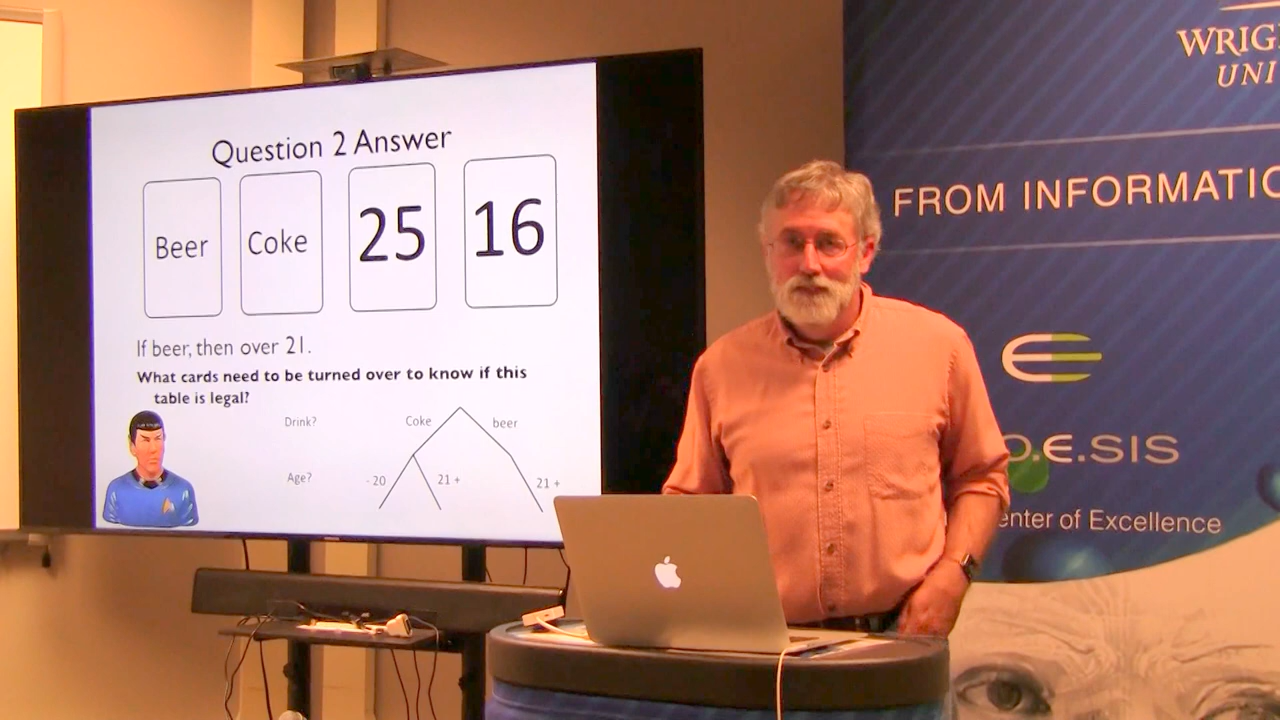 Question 2 Answer
Beer
Coke
25
16
If beer, then over 21.
What cards need to be turned over to know if this
table is legal?
Drink?
Coke
beer
Age?
- 20
21 +
21 +
WRIG
UNI
FROM INFORMATIO
O.E.SIS
enter of Excellence